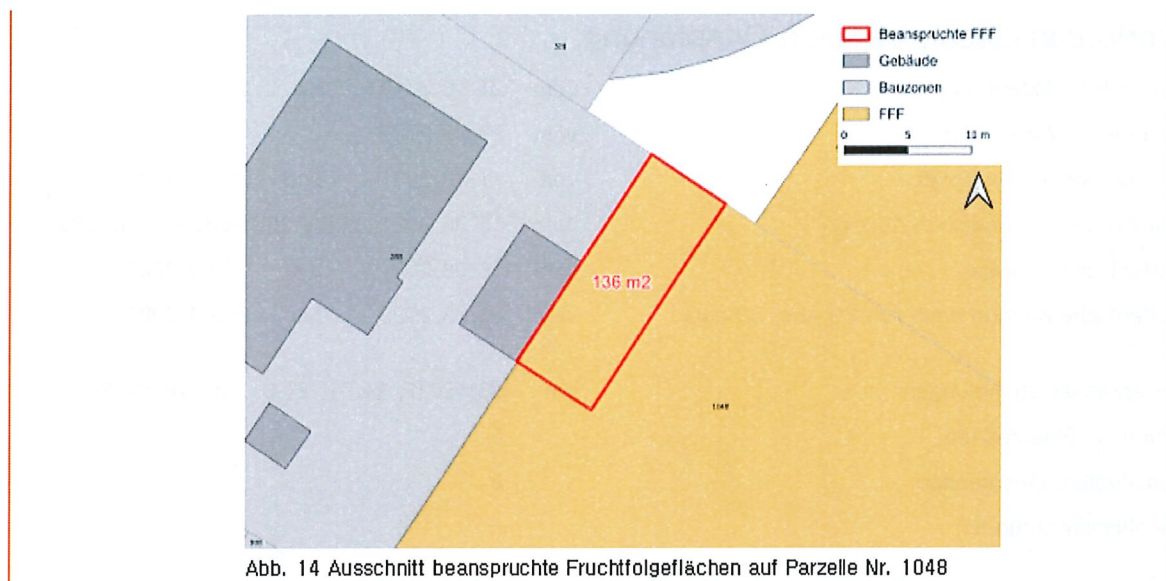 Beanspruchte FFF
Gebäude
Bauzonen
FFF
0 5 10 m
136 m2
1048
Abb. 14 Ausschnitt beanspruchte Fruchtfolgeflächen auf Parzelle Nr. 1048